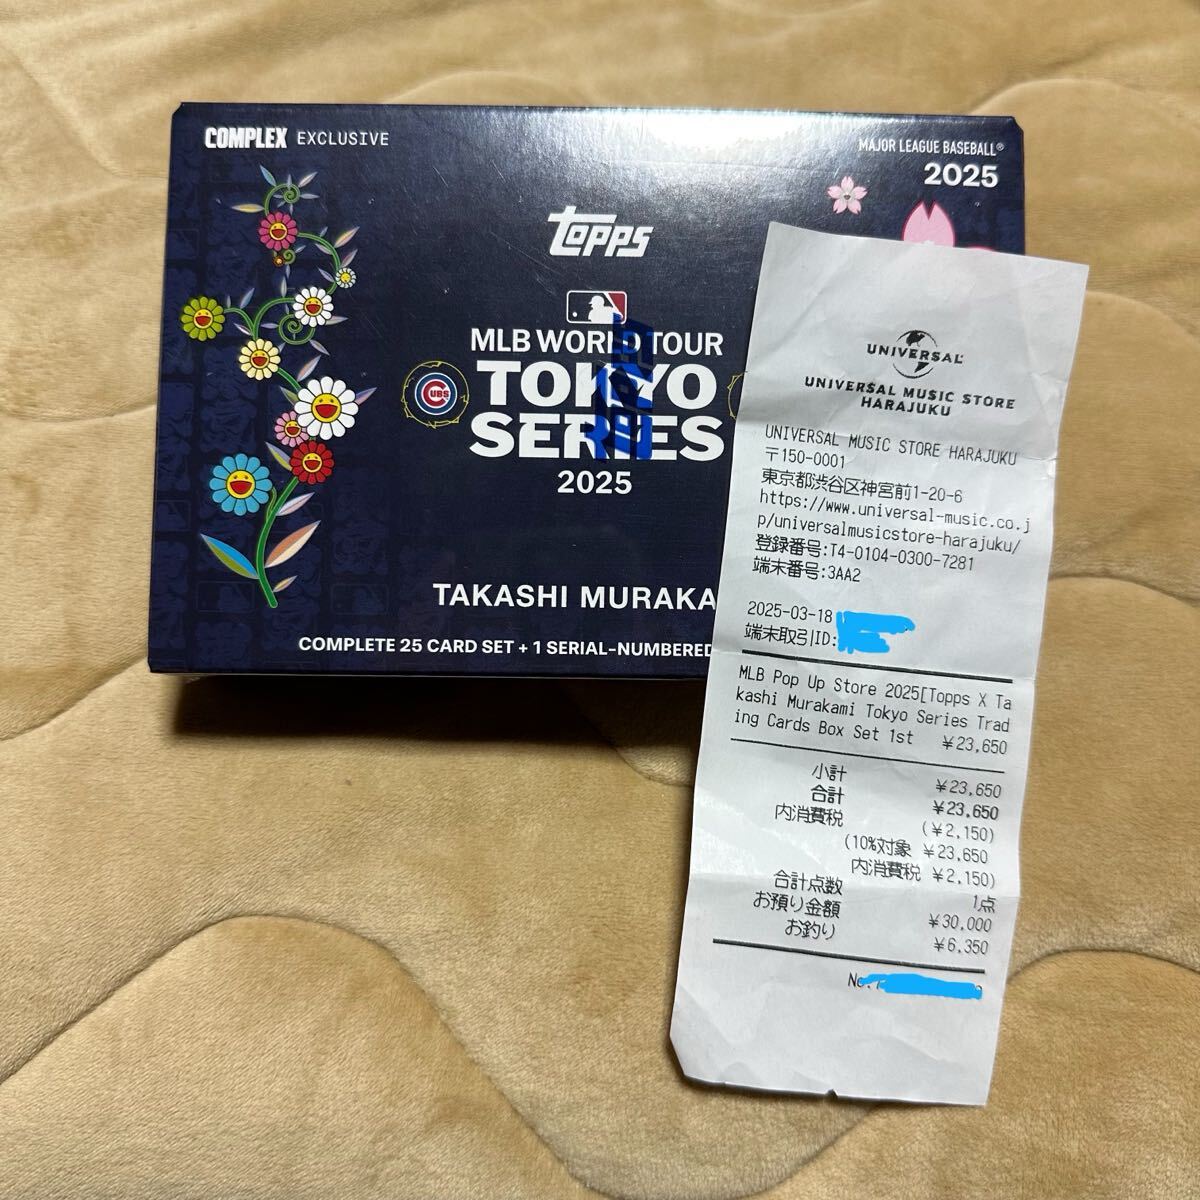 COMPLEX EXCLUSIVE
MAJOR LEAGUE BASEBALL®
2025
Topps
MLB WORLD TOUR
CUBS
TOKYO
SERIES
2025
TAKASHI MURAKA
COMPLETE 25 CARD SET + 1 SERIAL-NUMBERED
UNIVERSAL
UNIVERSAL MUSIC STORE
HARAJUKU
UNIVERSAL MUSIC STORE HARAJUKU
〒150-0001
東京都渋谷区神宮前1-20-6
https://www.universal-music.co.j
p/universalmusicstore-harajuku/
登録番号:T4-0104-0300-7281
端末番号:3AA2
2025-03-18
端末取引ID:
MLB Pop Up Store 2025[Topps X Ta
kashi Murakami Tokyo Series Trad
ing Cards Box Set 1st ¥23,650
小計 ¥23,650
合計 ¥23,650
内消費税 (¥2,150)
(10%対象 ¥23,650
内消費税 ¥2,150)
合計点数 1点
お預り金額 ¥30,000
お釣り ¥6,350
No.